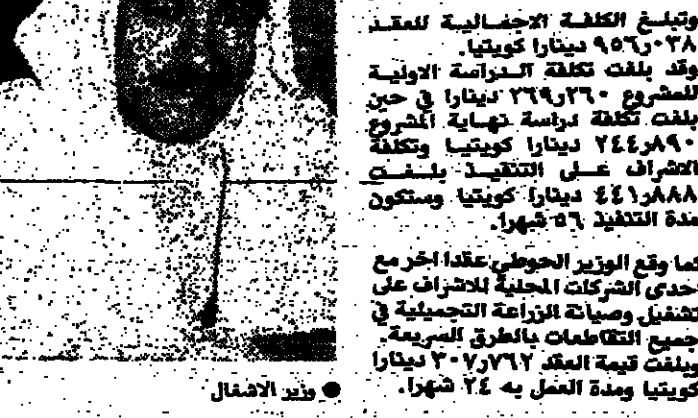 وتبلغ الكلفة الاجمالية للعقد
٩٥٦ر٠٣٨ دينارا كويتيا.
وقد بلغت تكلفة الدراسة الاولية
للمشروع ٢٦٩ر٢٦٠ دينارا في حين
بلغت تكلفة دراسة نهاية المشروع
٢٤٤ر٨٩٠ دينارا كويتيا وتكلفة
الاشراف على التنفيذ بلغت
٤٤١ر٨٨٨ دينارا كويتيا وستكون
مدة التنفيذ ٥٦ شهرا.
كما وقع الوزير الحوطي عقدا اخر مع
احدى الشركات المحلية للاشراف على
تشغيل وصيانة الزراعة التجميلية في
جميع التقاطعات بالطرق السريعة.
وبلغت قيمة العقد ٣٠٧ر٧٦٢ دينارا
كويتيا ومدة العمل به ٢٤ شهرا.
● وزير الاشغال